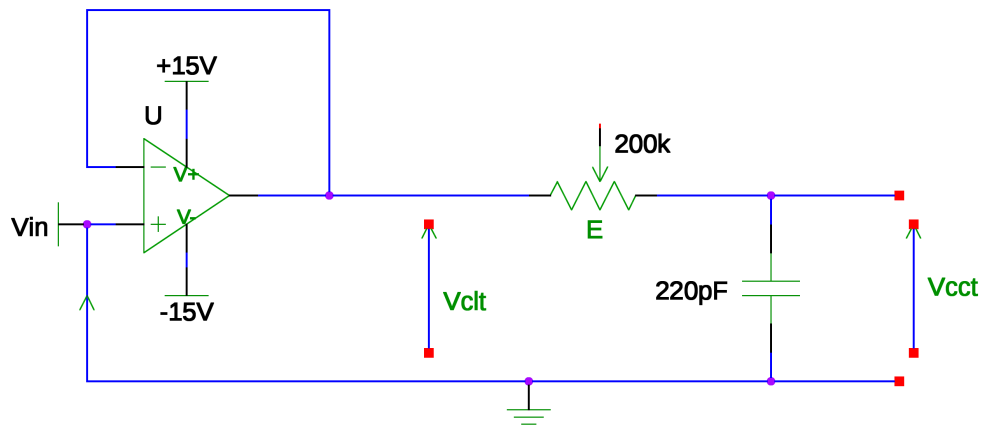 +15V
U
200k
V+
V-
Vin
E
-15V
Vclt
220pF
Vcct